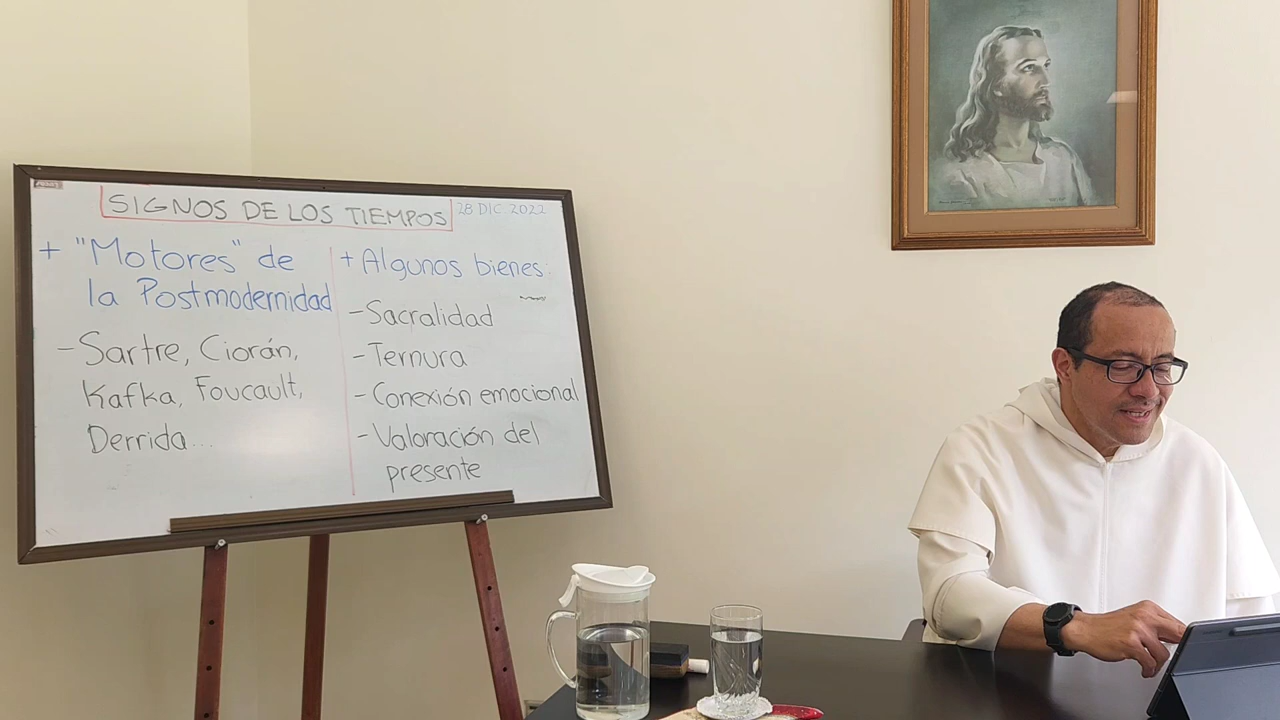 SIGNOS DE LOS TIEMPOS
28 DIC. 2022
+ "Motores" de
la Postmodernidad
- Sartre, Ciorán,
Kafka, Foucault,
Derrida...
+ Algunos bienes:
- Sacralidad
- Ternura
- Conexión emocional
- Valoración del
presente